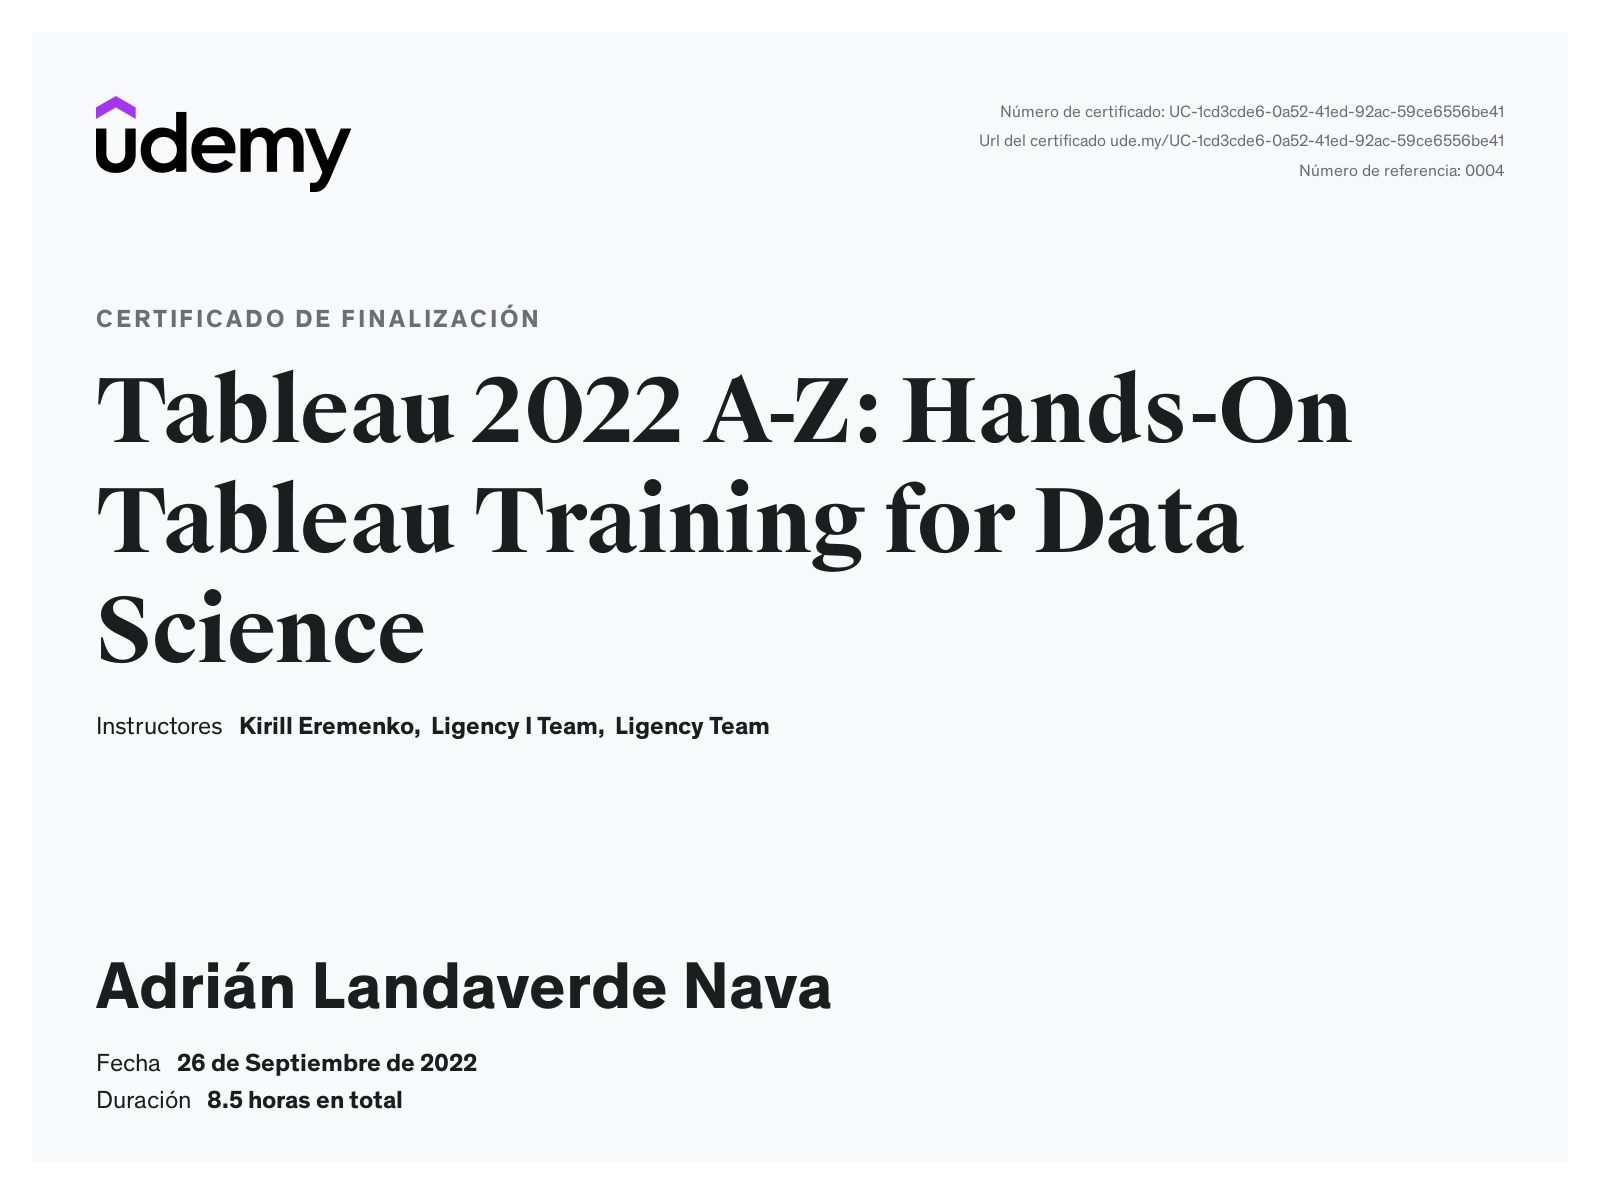 udemy
Número de certificado: UC-1cd3cde6-0a52-41ed-92ac-59ce6556be41
Url del certificado ude.my/UC-1cd3cde6-0a52-41ed-92ac-59ce6556be41
Número de referencia: 0004
CERTIFICADO DE FINALIZACIÓN
Tableau 2022 A-Z: Hands-On
Tableau Training for Data
Science
Instructores Kirill Eremenko, Ligency I Team, Ligency Team
Adrián Landaverde Nava
Fecha 26 de Septiembre de 2022
Duración 8.5 horas en total